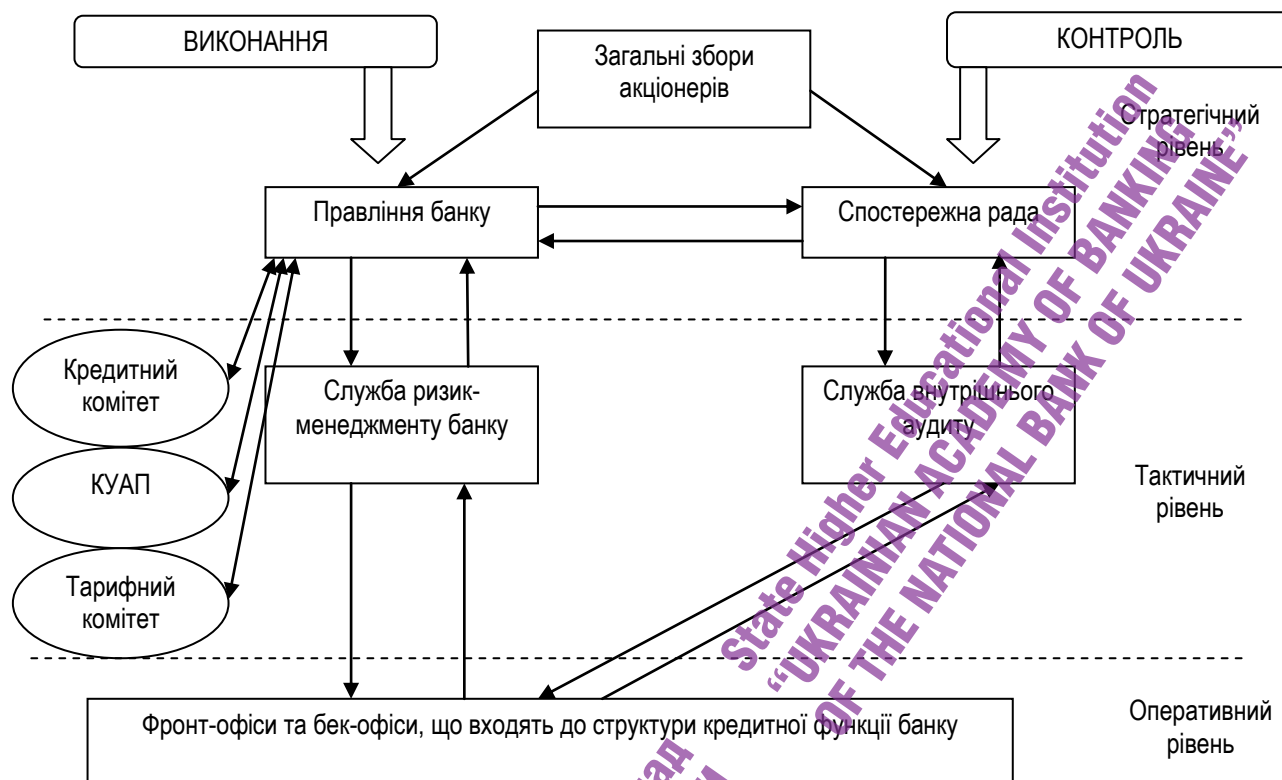 ВИКОНАННЯ
Загальні збори
акціонерів
КОНТРОЛЬ
Стратегічний
рівень
Правління банку
Спостережна рада
Кредитний
комітет
КУАП
Тарифний
комітет
Служба ризик-
менеджменту банку
Служба внутрішнього
аудиту
Тактичний
рівень
Фронт-офіси та бек-офіси, що входять до структури кредитної функції банку
Оперативний
рівень
State Higher Educational Institution
“UKRAINIAN ACADEMY OF BANKING
OF THE NATIONAL BANK OF UKRAINE”